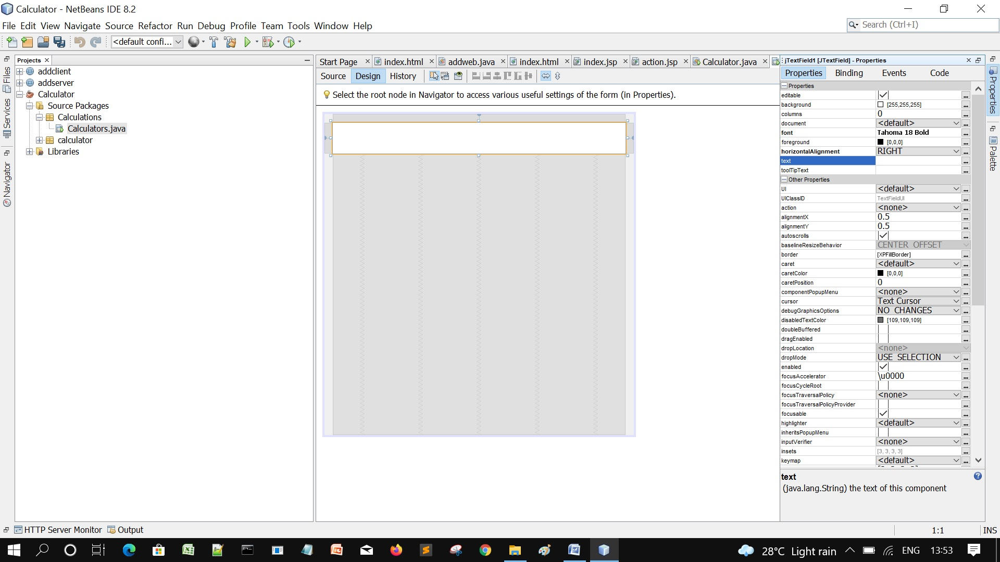 Calculator - NetBeans IDE 8.2
File Edit View Navigate Source Refactor Run Debug Profile Team Tools Window Help
Search (Ctrl+I)
<default confi...
Files
Services
Navigator
Projects
addclient
addserver
Calculator
Source Packages
Calculations
Calculators.java
calculator
Libraries
Start Page index.html addweb.java index.html index.jsp action.jsp Calculator.java
Source Design History
Select the root node in Navigator to access various useful settings of the form (in Properties).
jTextField1 [JTextField] - Properties
Properties Binding Events Code
Properties
editable
background [255,255,255]
columns 0
document <default>
font Tahoma 18 Bold
foreground [0,0,0]
horizontalAlignment RIGHT
text
toolTipText
Other Properties
UI <default>
UIClassID TextFieldUI
action <none>
alignmentX 0.5
alignmentY 0.5
autoscrolls
baselineResizeBehavior CENTER_OFFSET
border [XPFillBorder]
caret <default>
caretColor [0,0,0]
caretPosition 0
componentPopupMenu <none>
cursor Text Cursor
debugGraphicsOptions NO_CHANGES
disabledTextColor [109,109,109]
doubleBuffered
dragEnabled
dropLocation <none>
dropMode USE_SELECTION
enabled
focusAccelerator \u0000
focusCycleRoot
focusTraversalPolicy <none>
focusTraversalPolicyProvider
focusable
highlighter <default>
inheritsPopupMenu
inputVerifier <none>
insets [3, 3, 3, 3]
keymap <default>
text
(java.lang.String) the text of this component
Properties
Palette
HTTP Server Monitor Output
1:1 INS
28°C Light rain ENG 13:53